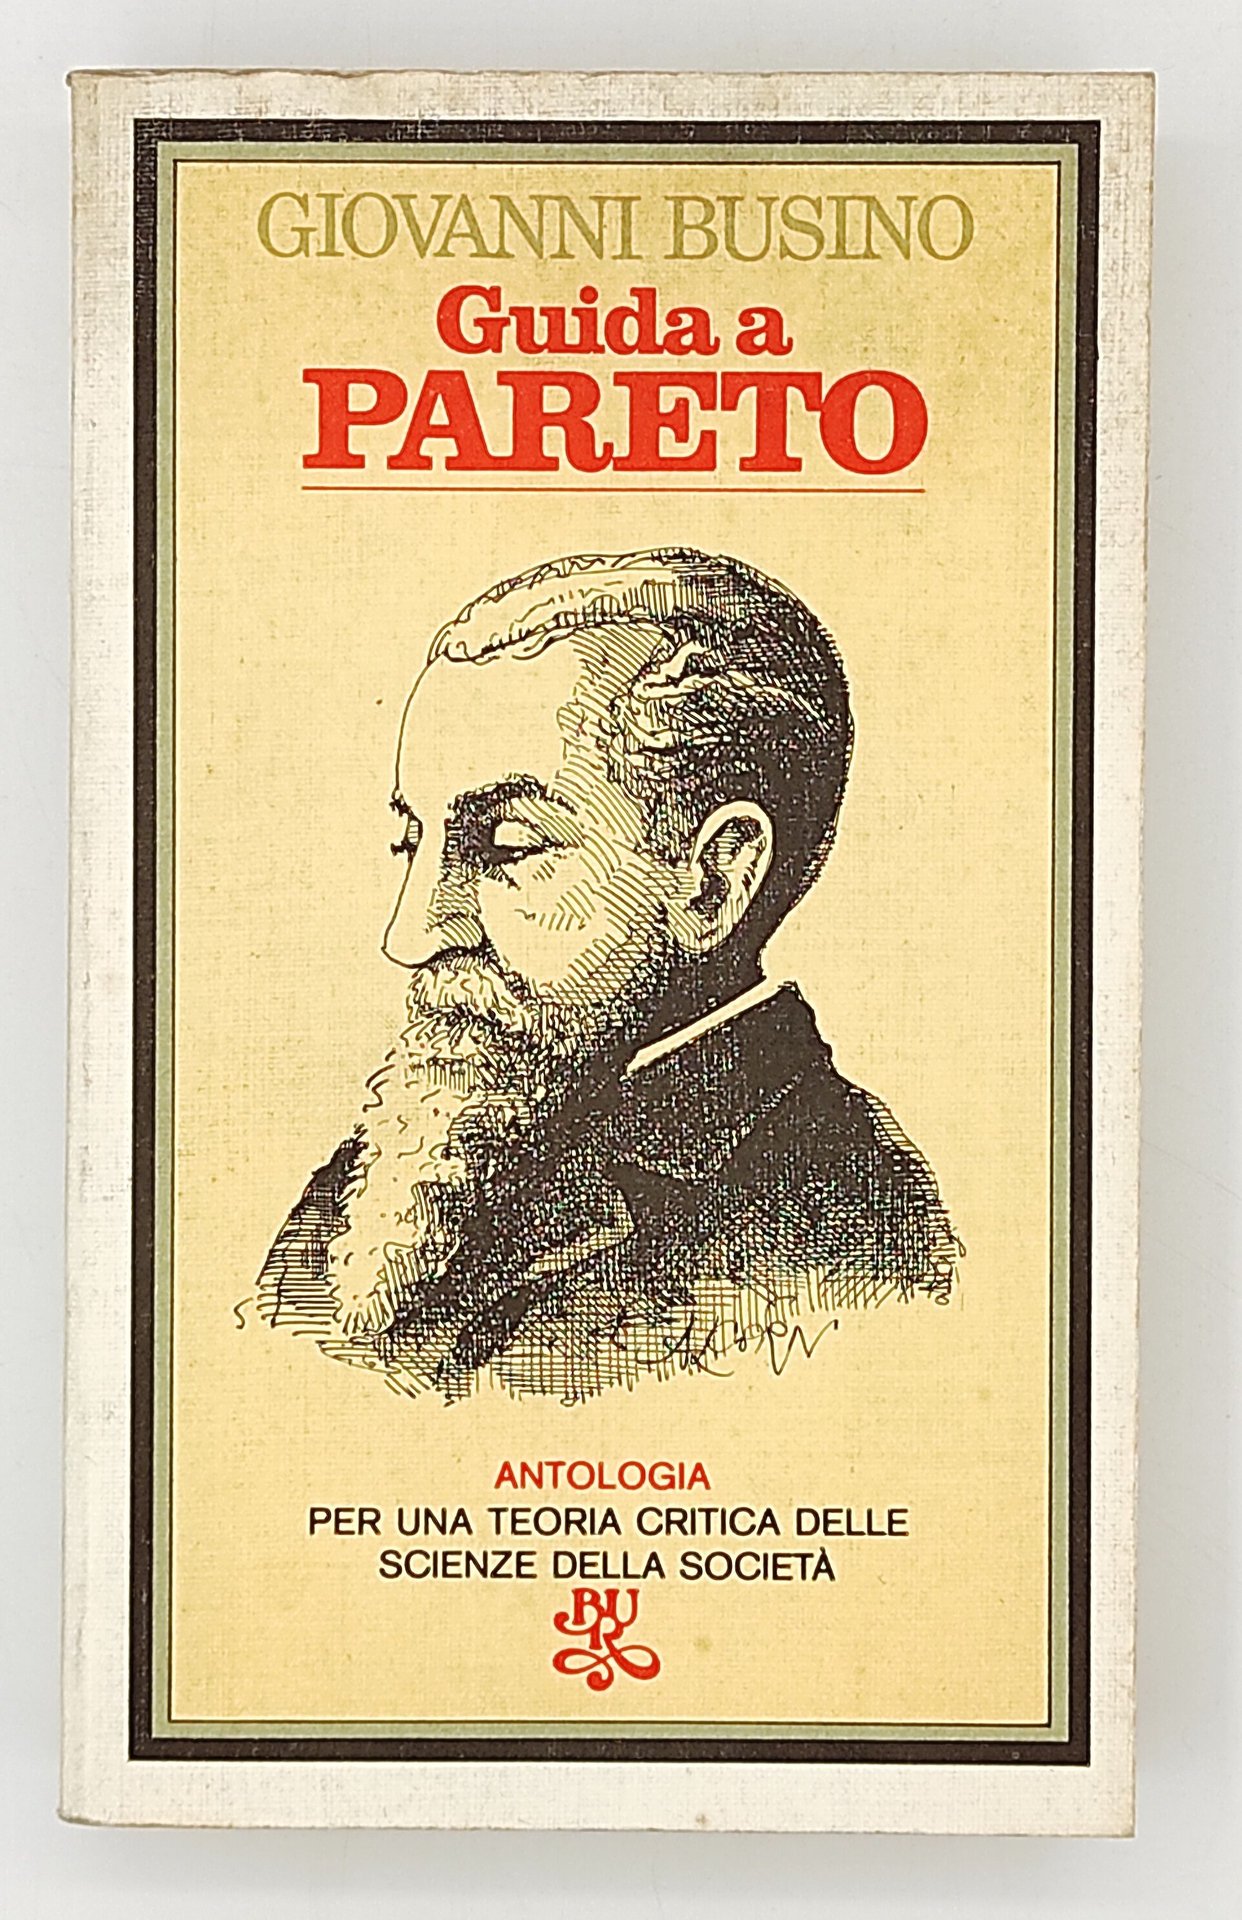 GIOVANNI BUSINO
Guida a
PARETO
ANTOLOGIA
PER UNA TEORIA CRITICA DELLE
SCIENZE DELLA SOCIETÀ
BUR